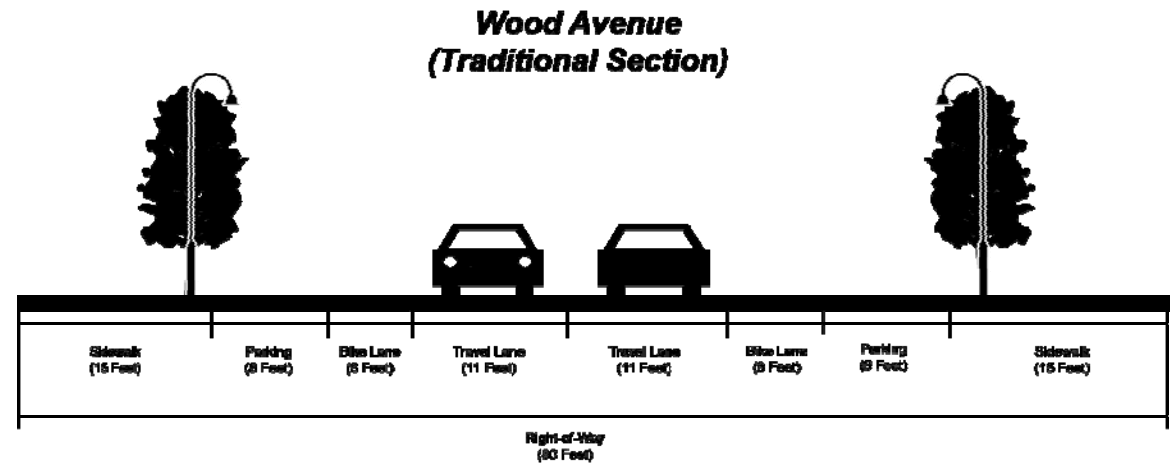 Wood Avenue
(Traditional Section)
Sidewalk
(15 Feet)
Parking
(8 Feet)
Bike Lane
(6 Feet)
Travel Lane
(11 Feet)
Travel Lane
(11 Feet)
Bike Lane
(6 Feet)
Parking
(8 Feet)
Sidewalk
(15 Feet)
Right-of-Way
(80 Feet)